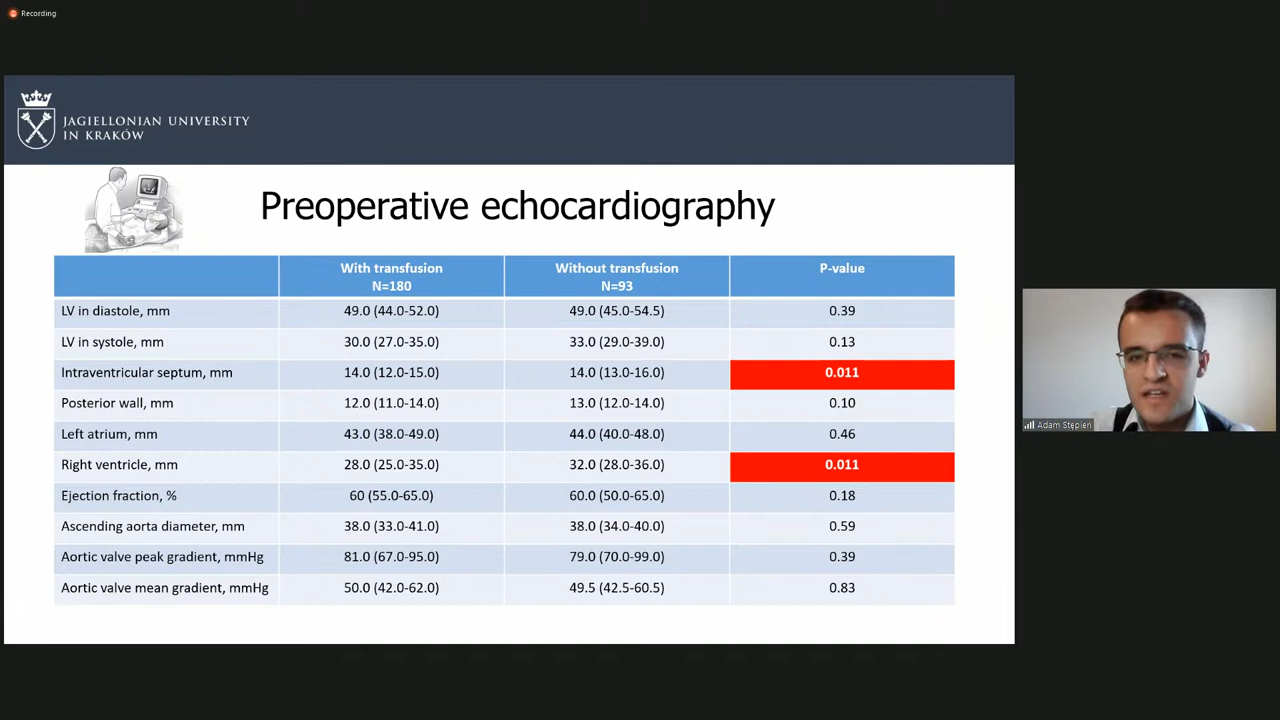 Recording
JAGIELLONIAN UNIVERSITY
IN KRAKÓW
Preoperative echocardiography
With transfusion
N=180
Without transfusion
N=93
P-value
LV in diastole, mm 49.0 (44.0-52.0) 49.0 (45.0-54.5) 0.39
LV in systole, mm 30.0 (27.0-35.0) 33.0 (29.0-39.0) 0.13
Intraventricular septum, mm 14.0 (12.0-15.0) 14.0 (13.0-16.0) 0.011
Posterior wall, mm 12.0 (11.0-14.0) 13.0 (12.0-14.0) 0.10
Left atrium, mm 43.0 (38.0-49.0) 44.0 (40.0-48.0) 0.46
Right ventricle, mm 28.0 (25.0-35.0) 32.0 (28.0-36.0) 0.011
Ejection fraction, % 60 (55.0-65.0) 60.0 (50.0-65.0) 0.18
Ascending aorta diameter, mm 38.0 (33.0-41.0) 38.0 (34.0-40.0) 0.59
Aortic valve peak gradient, mmHg 81.0 (67.0-95.0) 79.0 (70.0-99.0) 0.39
Aortic valve mean gradient, mmHg 50.0 (42.0-62.0) 49.5 (42.5-60.5) 0.83
Adam Stępien